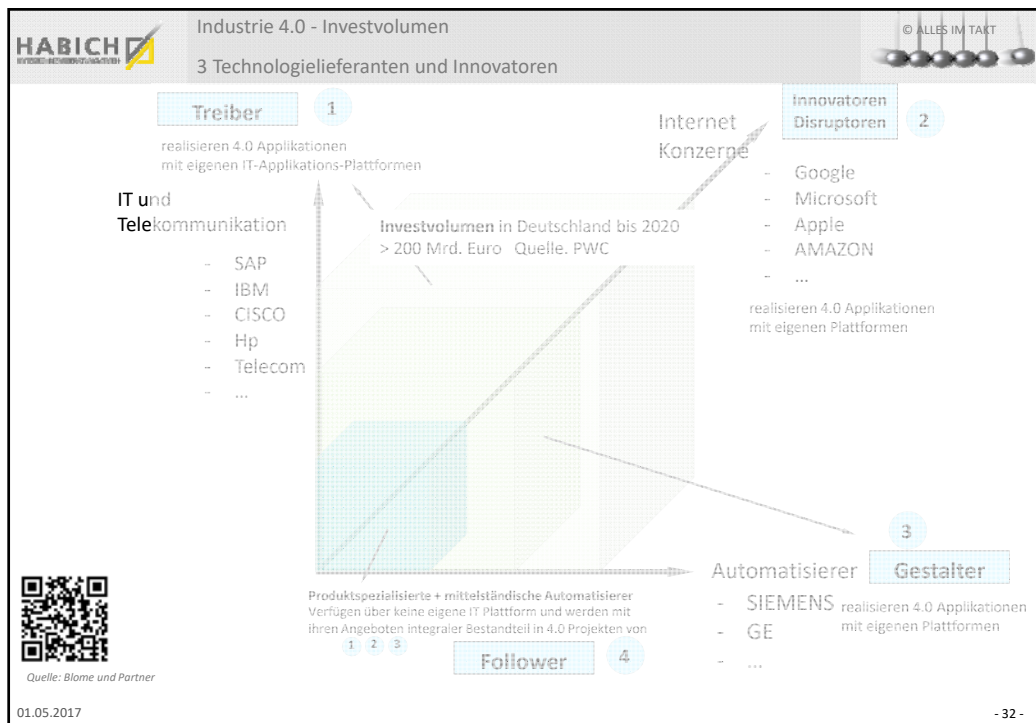 HABICH
Industrie 4.0 - Investvolumen
3 Technologielieferanten und Innovatoren
© ALLES IM TAKT
Treiber
1
realisieren 4.0 Applikationen
mit eigenen IT-Applikations-Plattformen
IT und
Telekommunikation
- SAP
- IBM
- CISCO
- Hp
- Telecom
- ...
Investvolumen in Deutschland bis 2020
> 200 Mrd. Euro Quelle. PWC
Internet
Konzerne
Innovatoren
Disruptoren
2
- Google
- Microsoft
- Apple
- AMAZON
- ...
realisieren 4.0 Applikationen
mit eigenen Plattformen
3
Automatisierer
Gestalter
- SIEMENS
- GE
- ...
realisieren 4.0 Applikationen
mit eigenen Plattformen
Produktspezialisierte + mittelständische Automatisierer
Verfügen über keine eigene IT Plattform und werden mit
ihren Angeboten integraler Bestandteil in 4.0 Projekten von
1 2 3
Follower
4
Quelle: Blome und Partner
01.05.2017
- 32 -